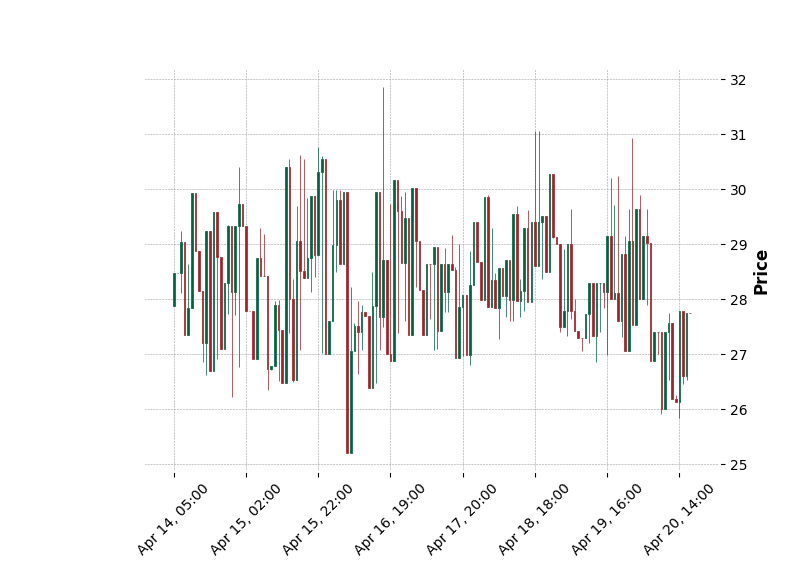 32
31
30
29
28
27
26
25
Price
Apr 14, 05:00
Apr 15, 02:00
Apr 15, 22:00
Apr 16, 19:00
Apr 17, 20:00
Apr 18, 18:00
Apr 19, 16:00
Apr 20, 14:00